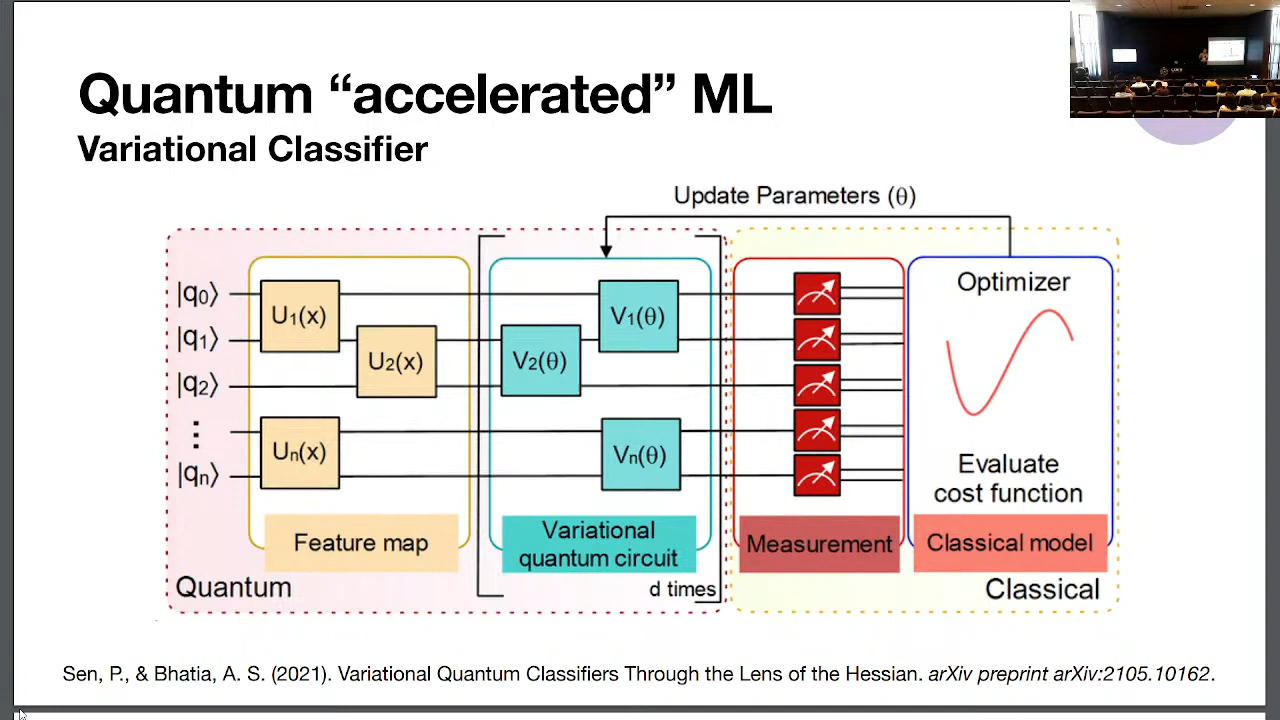 Quantum “accelerated” ML
Variational Classifier
Update Parameters (θ)
|q₀⟩
|q₁⟩
|q₂⟩
⋮
|qₙ⟩
U₁(x)
U₂(x)
Uₙ(x)
Feature map
Quantum
V₁(θ)
V₂(θ)
Vₙ(θ)
Variational
quantum circuit
d times
Measurement
Optimizer
Evaluate
cost function
Classical model
Classical
Sen, P., & Bhatia, A. S. (2021). Variational Quantum Classifiers Through the Lens of the Hessian. arXiv preprint arXiv:2105.10162.